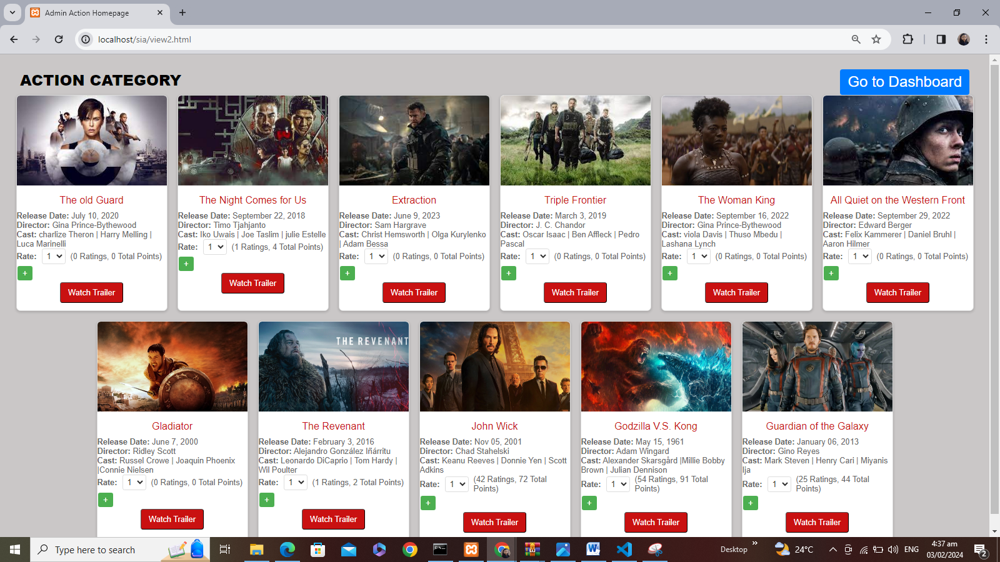 Admin Action Homepage
localhost/sia/view2.html
ACTION CATEGORY
Go to Dashboard
The old Guard
Release Date: July 10, 2020
Director: Gina Prince-Bythewood
Cast: charlize Theron | Harry Melling |
Luca Marinelli
Rate: 1 (0 Ratings, 0 Total Points)
+
Watch Trailer
The Night Comes for Us
Release Date: September 22, 2018
Director: Timo Tjahjanto
Cast: Iko Uwais | Joe Taslim | julie Estelle
Rate: 1 (1 Ratings, 4 Total Points)
+
Watch Trailer
Extraction
Release Date: June 9, 2023
Director: Sam Hargrave
Cast: Christ Hemsworth | Olga Kurylenko
| Adam Bessa
Rate: 1 (0 Ratings, 0 Total Points)
+
Watch Trailer
Triple Frontier
Release Date: March 3, 2019
Director: J. C. Chandor
Cast: Oscar Isaac | Ben Affleck | Pedro
Pascal
Rate: 1 (0 Ratings, 0 Total Points)
+
Watch Trailer
The Woman King
Release Date: September 16, 2022
Director: Gina Prince-Bythewood
Cast: viola Davis | Thuso Mbedu |
Lashana Lynch
Rate: 1 (0 Ratings, 0 Total Points)
+
Watch Trailer
All Quiet on the Western Front
Release Date: September 29, 2022
Director: Edward Berger
Cast: Felix Kammerer | Daniel Bruhl |
Aaron Hilmer
Rate: 1 (0 Ratings, 0 Total Points)
+
Watch Trailer
Gladiator
Release Date: June 7, 2000
Director: Ridley Scott
Cast: Russel Crowe | Joaquin Phoenix
|Connie Nielsen
Rate: 1 (0 Ratings, 0 Total Points)
+
Watch Trailer
THE REVENANT
The Revenant
Release Date: February 3, 2016
Director: Alejandro González Iñárritu
Cast: Leonardo DiCaprio | Tom Hardy |
Wil Poulter
Rate: 1 (1 Ratings, 2 Total Points)
+
Watch Trailer
John Wick
Release Date: Nov 05, 2001
Director: Chad Stahelski
Cast: Keanu Reeves | Donnie Yen | Scott
Adkins
Rate: 1 (42 Ratings, 72 Total
Points)
+
Watch Trailer
Godzilla V.S. Kong
Release Date: May 15, 1961
Director: Adam Wingard
Cast: Alexander Skarsgård |Millie Bobby
Brown | Julian Dennison
Rate: 1 (54 Ratings, 91 Total
Points)
+
Watch Trailer
Guardian of the Galaxy
Release Date: January 06, 2013
Director: Gino Reyes
Cast: Mark Steven | Henry Cari | Miyanis
Ija
Rate: 1 (25 Ratings, 44 Total
Points)
+
Watch Trailer
Type here to search
Desktop
24°C
ENG
4:37 am
03/02/2024
2